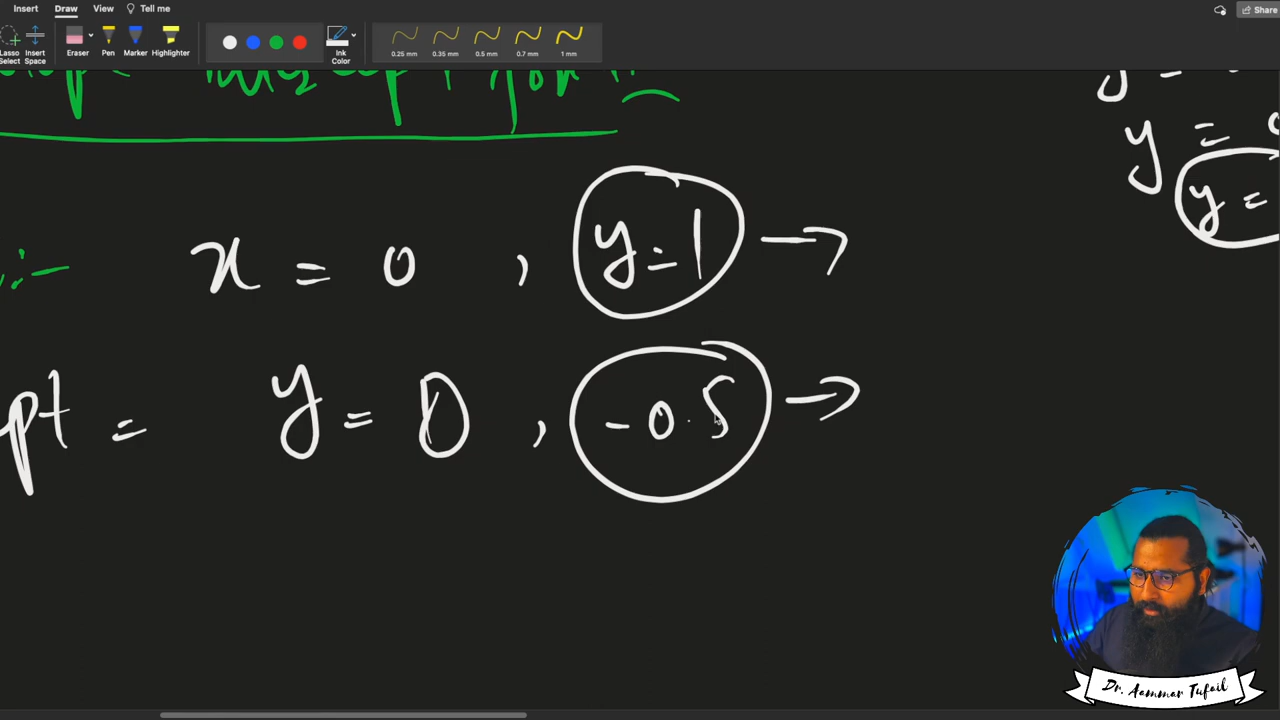 Insert Draw View Tell me Share
Lasso Select Insert Space Eraser Pen Marker Highlighter Ink Color 0.25 mm 0.35 mm 0.5 mm 0.7 mm 1 mm
y =
y =
y =
x = 0 , y = 1 →
pt = y = 0 , -0.5 →
Dr. Aammar Tufail